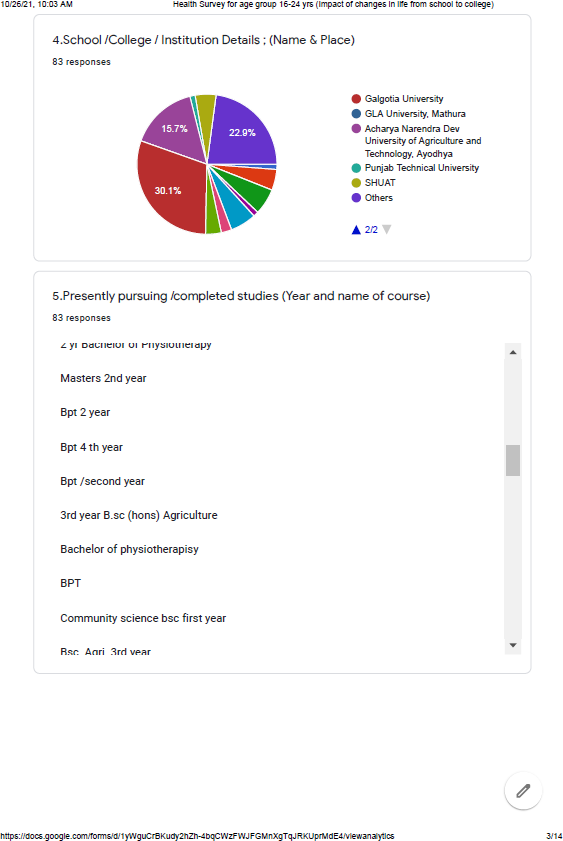 10/26/21, 10:03 AM Health Survey for age group 16-24 yrs (Impact of changes in life from school to college)
4.School /College / Institution Details ; (Name & Place)
83 responses
15.7%
22.9%
30.1%
Galgotia University
GLA University, Mathura
Acharya Narendra Dev
University of Agriculture and
Technology, Ayodhya
Punjab Technical University
SHUAT
Others
2/2
5.Presently pursuing /completed studies (Year and name of course)
83 responses
2 yr Bachelor of Physiotherapy
Masters 2nd year
Bpt 2 year
Bpt 4 th year
Bpt /second year
3rd year B.sc (hons) Agriculture
Bachelor of physiotherapisy
BPT
Community science bsc first year
Bsc. Agri. 3rd year
https://docs.google.com/forms/d/1yWguCrBKudy2hZh-4bqCWzFWJFGMnXgTqJRKUprMdE4/viewanalytics 3/14